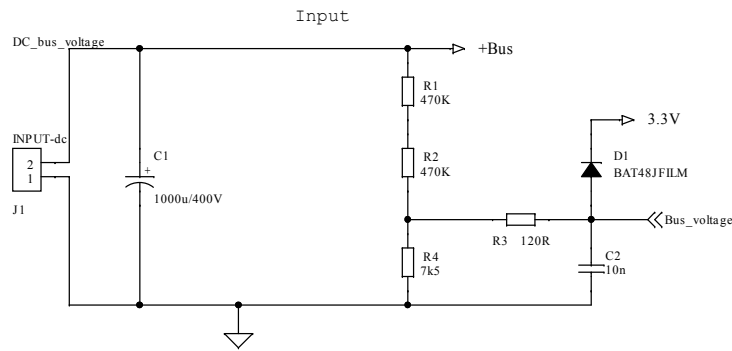 Input
DC_bus_voltage
+Bus
R1
470K
3.3V
INPUT-dc
C1
R2
470K
D1
BAT48JFILM
2
1
+
1000u/400V
J1
R3 120R
Bus_voltage
R4
7k5
C2
10n